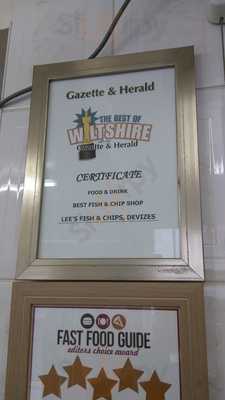 Gazette & Herald
THE BEST OF
WILTSHIRE
Gazette & Herald
CERTIFICATE
FOOD & DRINK
BEST FISH & CHIP SHOP
LEE'S FISH & CHIPS, DEVIZES
FAST FOOD GUIDE
editors choice award